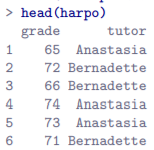 > head(harpo)
  grade      tutor
1    65  Anastasia
2    72 Bernadette
3    66 Bernadette
4    74  Anastasia
5    73  Anastasia
6    71 Bernadette